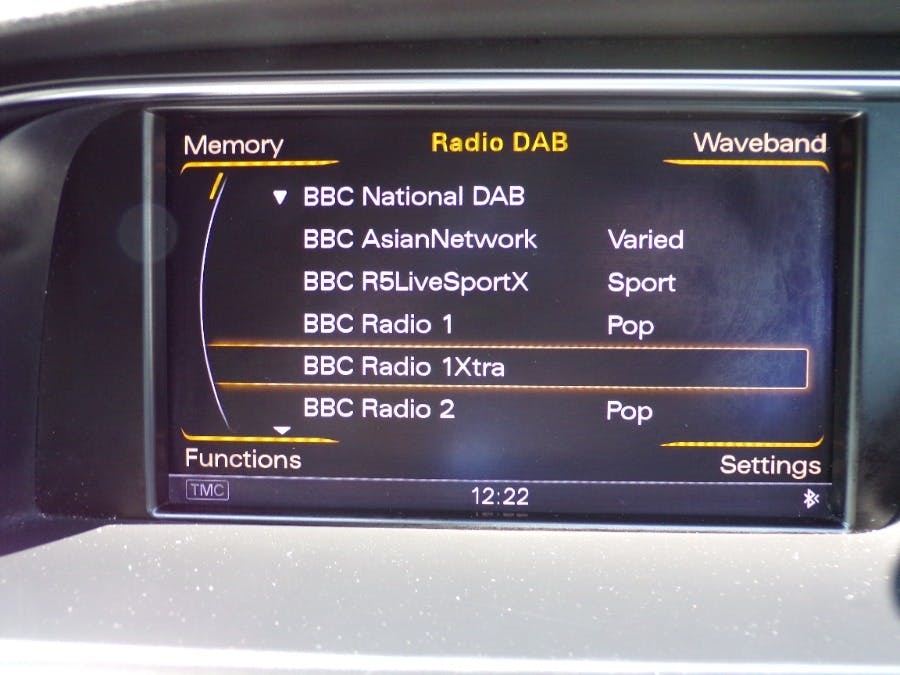 Memory Radio DAB Waveband
▼ BBC National DAB
BBC AsianNetwork Varied
BBC R5LiveSportX Sport
BBC Radio 1 Pop
BBC Radio 1Xtra
BBC Radio 2 Pop
Functions Settings
TMC 12:22